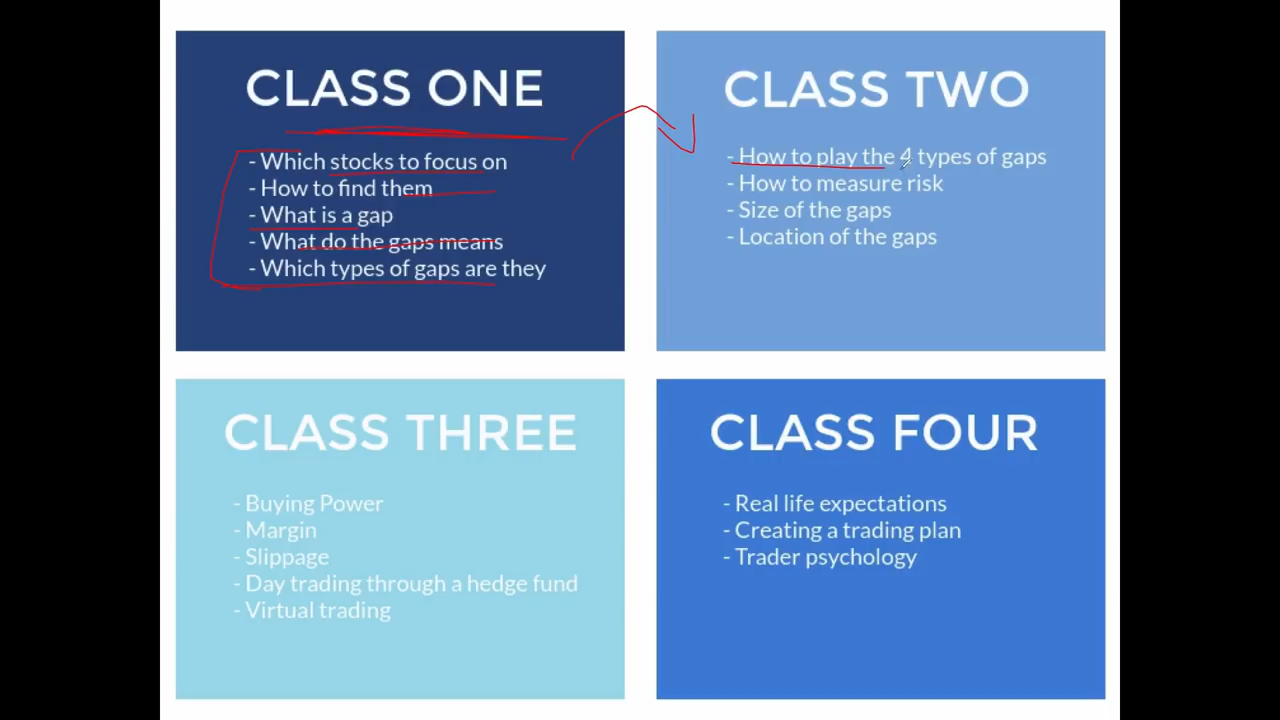 CLASS ONE
- Which stocks to focus on
- How to find them
- What is a gap
- What do the gaps means
- Which types of gaps are they
CLASS TWO
- How to play the 4 types of gaps
- How to measure risk
- Size of the gaps
- Location of the gaps
CLASS THREE
- Buying Power
- Margin
- Slippage
- Day trading through a hedge fund
- Virtual trading
CLASS FOUR
- Real life expectations
- Creating a trading plan
- Trader psychology